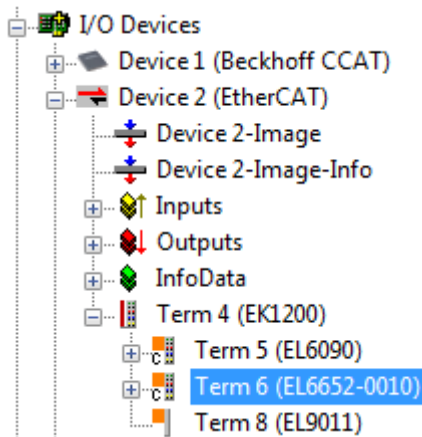 I/O Devices
Device 1 (Beckhoff CCAT)
Device 2 (EtherCAT)
Device 2-Image
Device 2-Image-Info
Inputs
Outputs
InfoData
Term 4 (EK1200)
Term 5 (EL6090)
Term 6 (EL6652-0010)
Term 8 (EL9011)